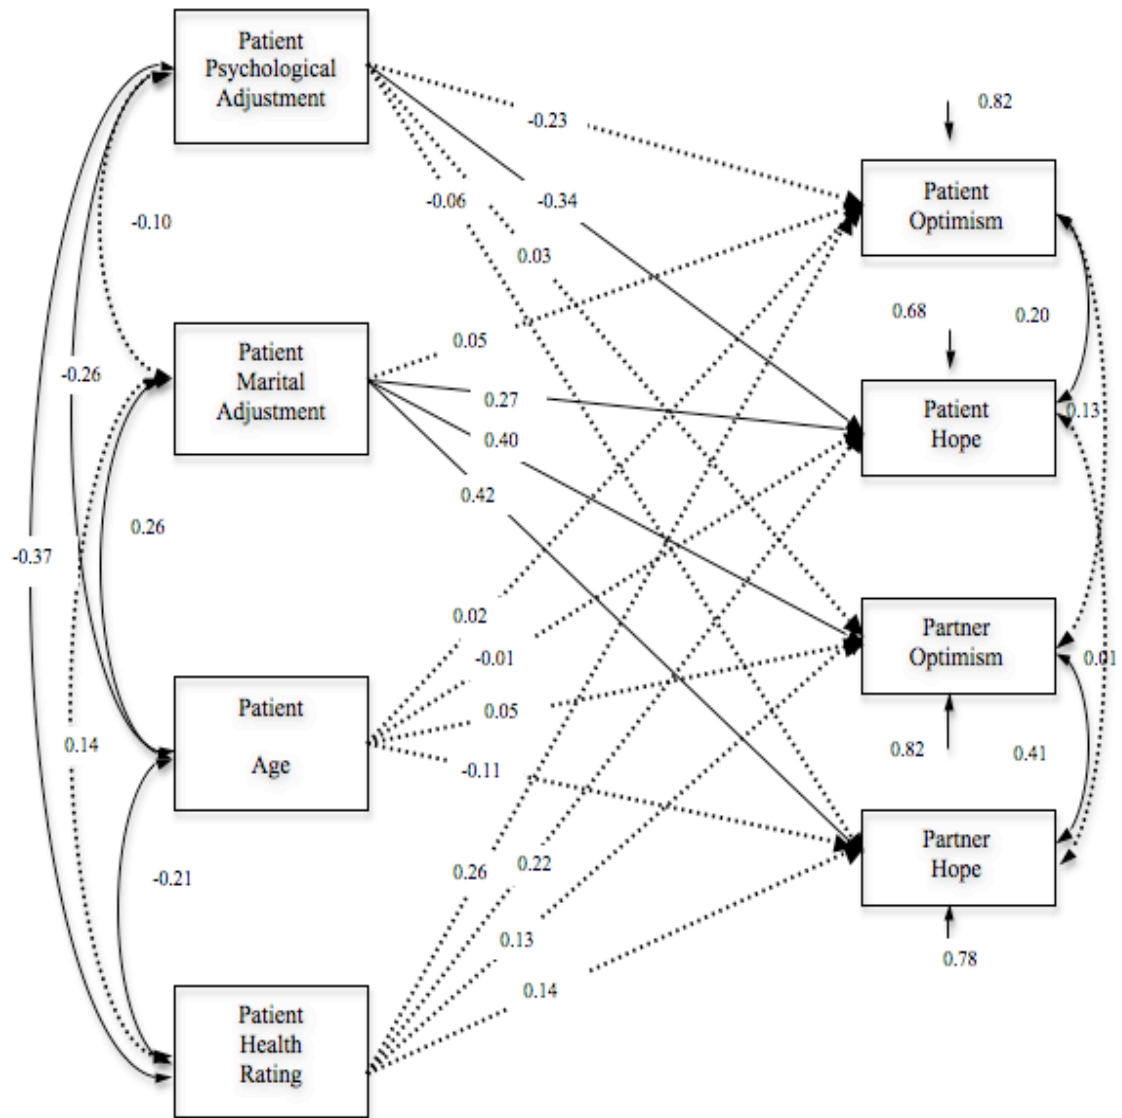 Patient
Psychological
Adjustment
0.82
-0.23
Patient
Optimism
-0.34
-0.06
-0.10
0.03
0.68
0.20
0.05
Patient
Marital
Adjustment
-0.26
0.27
Patient
Hope
0.13
0.40
0.42
0.26
-0.37
0.02
Partner
Optimism
-0.01
0.01
Patient
Age
0.05
0.14
0.82
0.41
-0.11
Partner
Hope
0.22
0.26
-0.21
0.13
0.78
0.14
Patient
Health
Rating